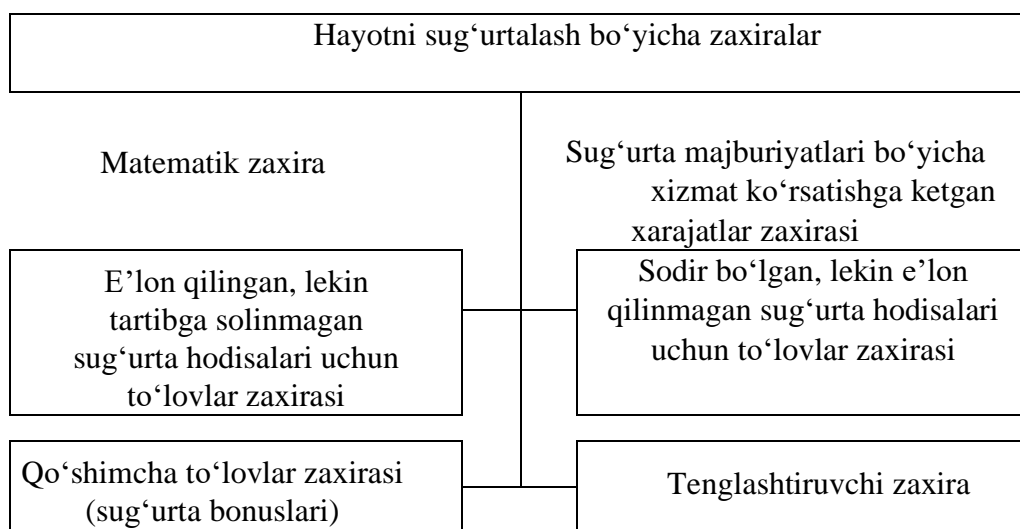 Hayotni sug‘urtalash bo‘yicha zaxiralar
Matematik zaxira
Sug‘urta majburiyatlari bo‘yicha
xizmat ko‘rsatishga ketgan
xarajatlar zaxirasi
E’lon qilingan, lekin
tartibga solinmagan
sug‘urta hodisalari uchun
to‘lovlar zaxirasi
Sodir bo‘lgan, lekin e’lon
qilinmagan sug‘urta hodisalari
uchun to‘lovlar zaxirasi
Qo‘shimcha to‘lovlar zaxirasi
(sug‘urta bonuslari)
Tenglashtiruvchi zaxira